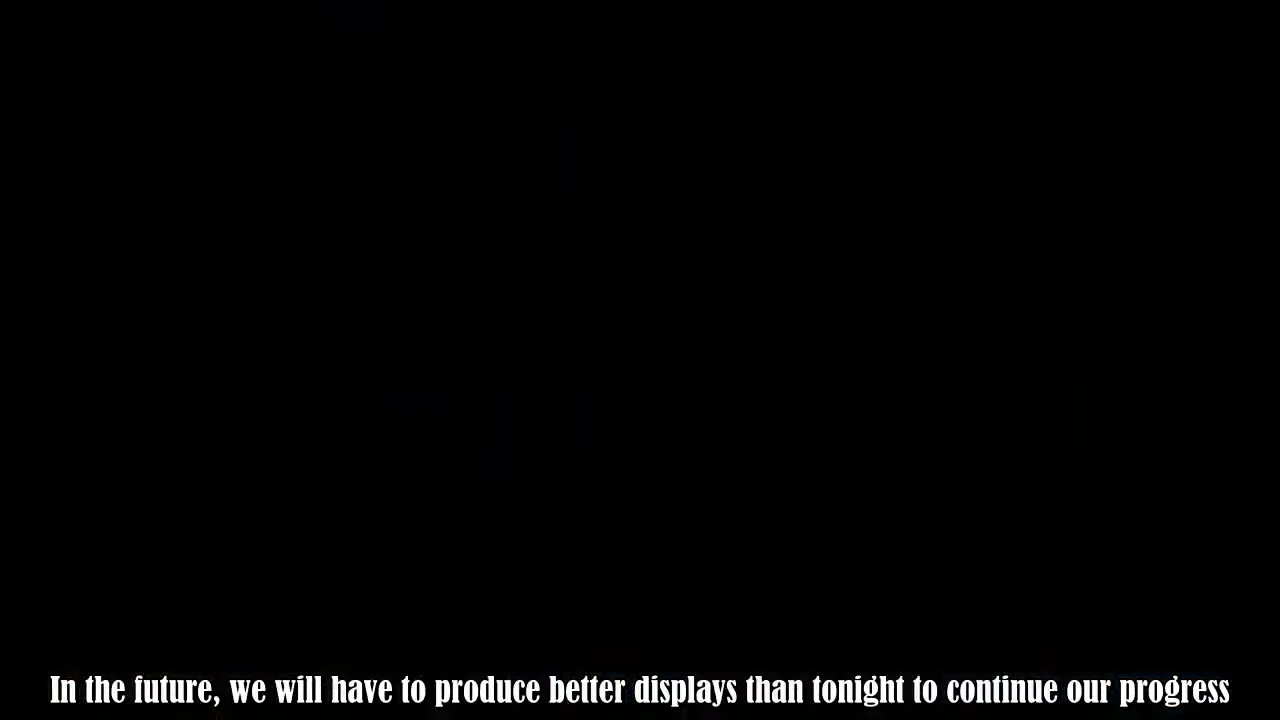 In the future, we will have to produce better displays than tonight to continue our progress